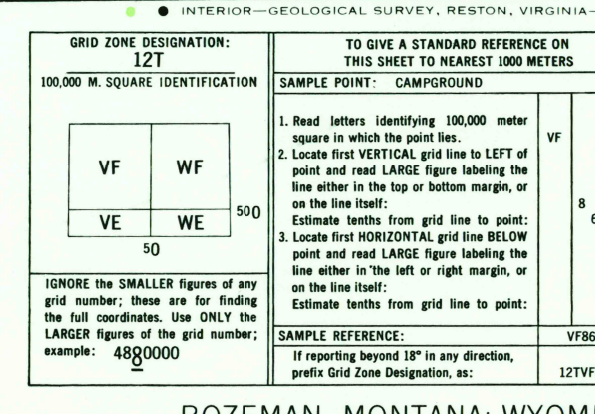 INTERIOR—GEOLOGICAL SURVEY, RESTON, VIRGINIA—
GRID ZONE DESIGNATION:
12T
100,000 M. SQUARE IDENTIFICATION
VF WF
VE WE
500
50
IGNORE the SMALLER figures of any
grid number; these are for finding
the full coordinates. Use ONLY the
LARGER figures of the grid number;
example: 4880000
TO GIVE A STANDARD REFERENCE ON
THIS SHEET TO NEAREST 1000 METERS
SAMPLE POINT: CAMPGROUND
1. Read letters identifying 100,000 meter
square in which the point lies.
VF
2. Locate first VERTICAL grid line to LEFT of
point and read LARGE figure labeling the
line either in the top or bottom margin, or
on the line itself:
8
Estimate tenths from grid line to point:
6
3. Locate first HORIZONTAL grid line BELOW
point and read LARGE figure labeling the
line either in the left or right margin, or
on the line itself:
Estimate tenths from grid line to point:
SAMPLE REFERENCE: VF86
If reporting beyond 18° in any direction,
prefix Grid Zone Designation, as:
12TVF
BOZEMAN, MONTANA; WYOMI